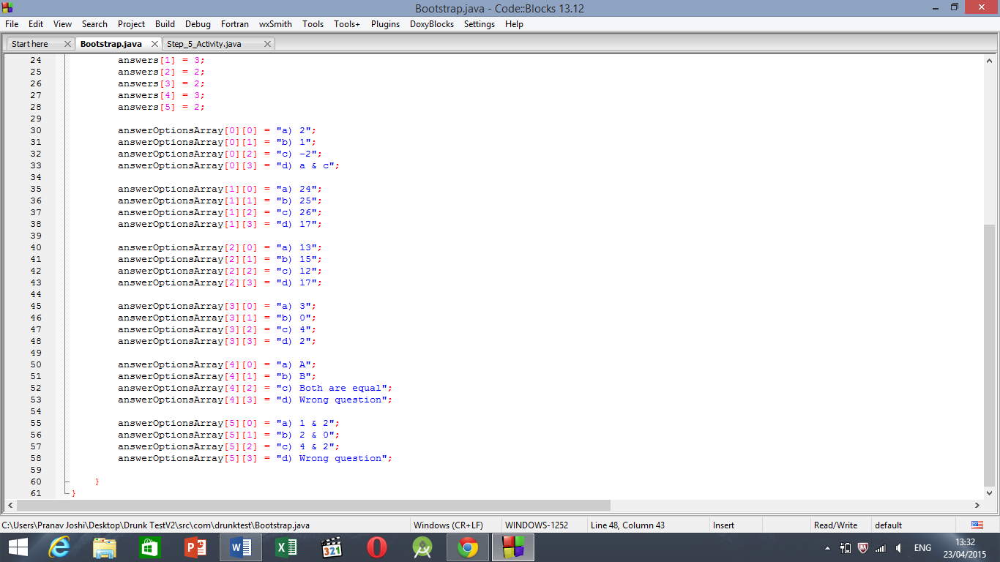 Bootstrap.java - Code::Blocks 13.12
File Edit View Search Project Build Debug Fortran wxSmith Tools Tools+ Plugins DoxyBlocks Settings Help
Start here Bootstrap.java Step_5_Activity.java
24 answers[1] = 3;
25 answers[2] = 2;
26 answers[3] = 2;
27 answers[4] = 3;
28 answers[5] = 2;
29
30 answerOptionsArray[0][0] = "a) 2";
31 answerOptionsArray[0][1] = "b) 1";
32 answerOptionsArray[0][2] = "c) -2";
33 answerOptionsArray[0][3] = "d) a & c";
34
35 answerOptionsArray[1][0] = "a) 24";
36 answerOptionsArray[1][1] = "b) 25";
37 answerOptionsArray[1][2] = "c) 26";
38 answerOptionsArray[1][3] = "d) 17";
39
40 answerOptionsArray[2][0] = "a) 13";
41 answerOptionsArray[2][1] = "b) 15";
42 answerOptionsArray[2][2] = "c) 12";
43 answerOptionsArray[2][3] = "d) 17";
44
45 answerOptionsArray[3][0] = "a) 3";
46 answerOptionsArray[3][1] = "b) 0";
47 answerOptionsArray[3][2] = "c) 4";
48 answerOptionsArray[3][3] = "d) 2";
49
50 answerOptionsArray[4][0] = "a) A";
51 answerOptionsArray[4][1] = "b) B";
52 answerOptionsArray[4][2] = "c) Both are equal";
53 answerOptionsArray[4][3] = "d) Wrong question";
54
55 answerOptionsArray[5][0] = "a) 1 & 2";
56 answerOptionsArray[5][1] = "b) 2 & 0";
57 answerOptionsArray[5][2] = "c) 4 & 2";
58 answerOptionsArray[5][3] = "d) Wrong question";
59
60 }
61 }
C:\Users\Pranav Joshi\Desktop\Drunk TestV2\src\com\drunktest\Bootstrap.java Windows (CR+LF) WINDOWS-1252 Line 48, Column 43 Insert Read/Write default
321
ENG
13:32
23/04/2015